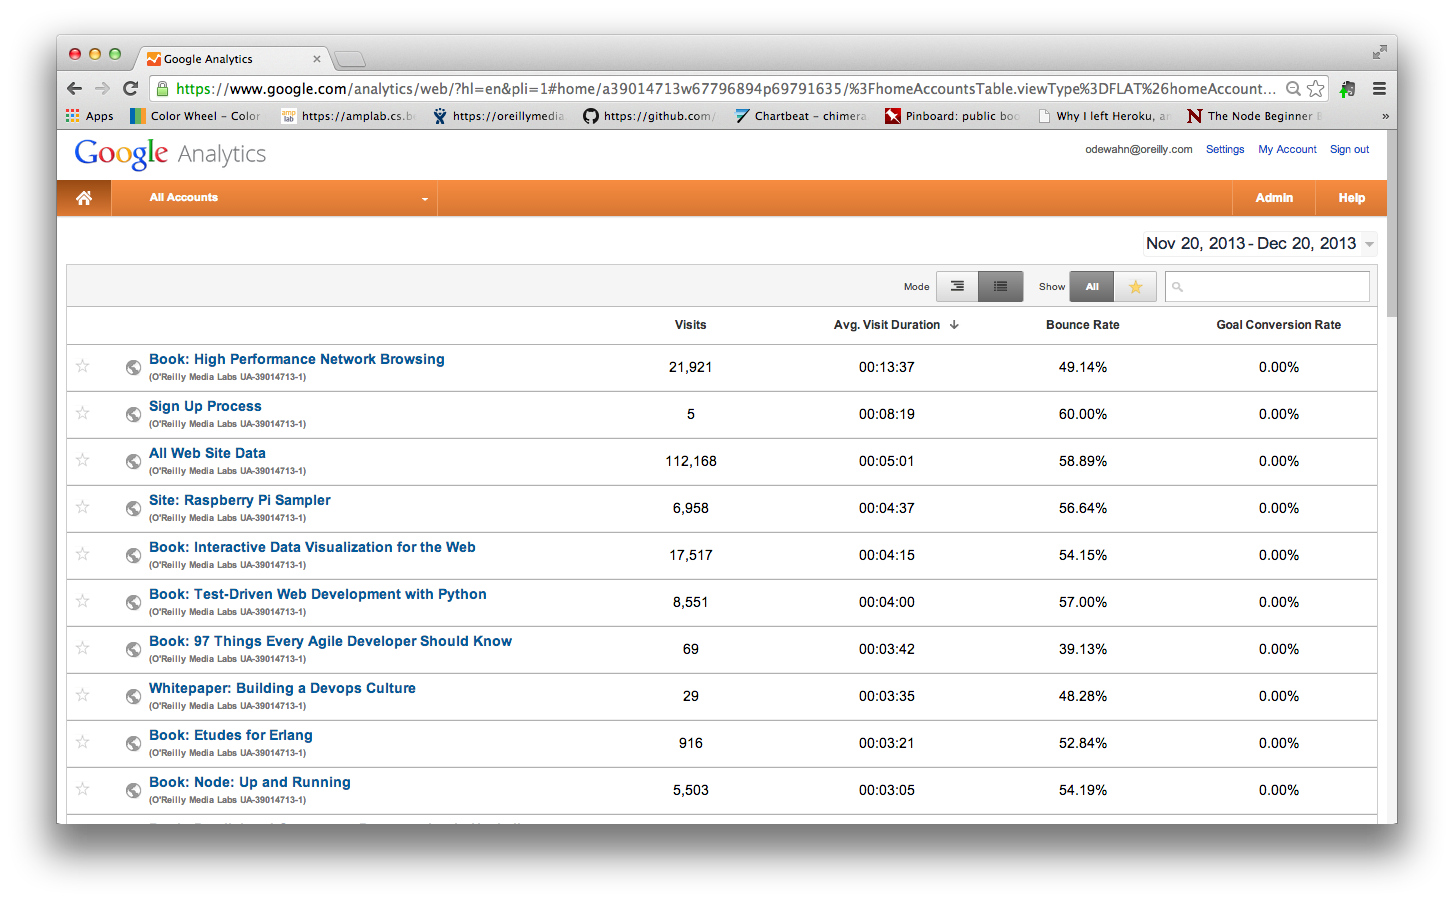 Google Analytics
https://www.google.com/analytics/web/?hl=en&pli=1#home/a39014713w67796894p69791635/%3FhomeAccountsTable.viewType%3DFLAT%26homeAccount...
Apps Color Wheel - Color https://amplab.cs.be https://oreillymedia. https://github.com/ Chartbeat – chimera Pinboard: public boo Why I left Heroku, an The Node Beginner B »
Google Analytics
odewahn@oreilly.com Settings My Account Sign out
All Accounts Admin Help
Nov 20, 2013 - Dec 20, 2013
Mode Show All
Visits Avg. Visit Duration Bounce Rate Goal Conversion Rate
Book: High Performance Network Browsing 21,921 00:13:37 49.14% 0.00%
(O'Reilly Media Labs UA-39014713-1)
Sign Up Process 5 00:08:19 60.00% 0.00%
(O'Reilly Media Labs UA-39014713-1)
All Web Site Data 112,168 00:05:01 58.89% 0.00%
(O'Reilly Media Labs UA-39014713-1)
Site: Raspberry Pi Sampler 6,958 00:04:37 56.64% 0.00%
(O'Reilly Media Labs UA-39014713-1)
Book: Interactive Data Visualization for the Web 17,517 00:04:15 54.15% 0.00%
(O'Reilly Media Labs UA-39014713-1)
Book: Test-Driven Web Development with Python 8,551 00:04:00 57.00% 0.00%
(O'Reilly Media Labs UA-39014713-1)
Book: 97 Things Every Agile Developer Should Know 69 00:03:42 39.13% 0.00%
(O'Reilly Media Labs UA-39014713-1)
Whitepaper: Building a Devops Culture 29 00:03:35 48.28% 0.00%
(O'Reilly Media Labs UA-39014713-1)
Book: Etudes for Erlang 916 00:03:21 52.84% 0.00%
(O'Reilly Media Labs UA-39014713-1)
Book: Node: Up and Running 5,503 00:03:05 54.19% 0.00%
(O'Reilly Media Labs UA-39014713-1)